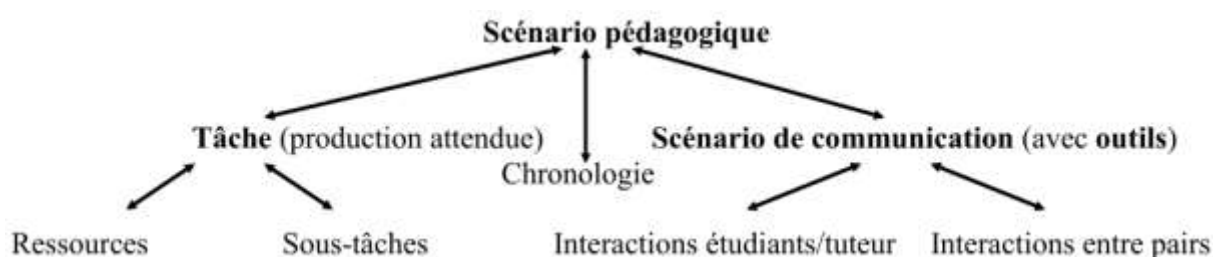 Scénario pédagogique
Tâche (production attendue)
Scénario de communication (avec outils)
Chronologie
Ressources
Sous-tâches
Interactions étudiants/tuteur
Interactions entre pairs